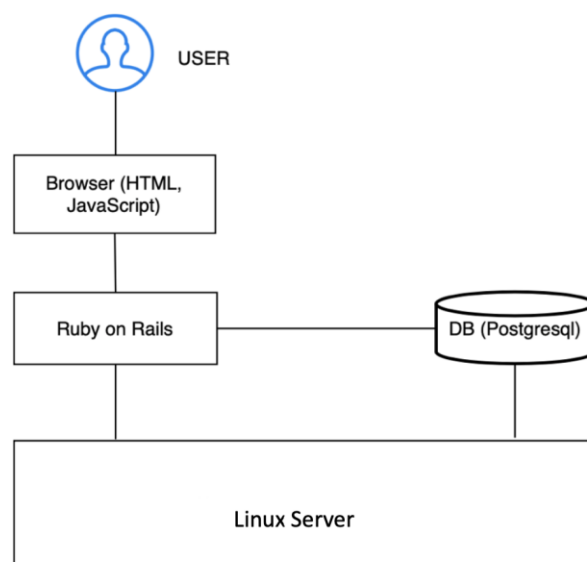 USER
Browser (HTML,
JavaScript)
Ruby on Rails
DB (Postgresql)
Linux Server